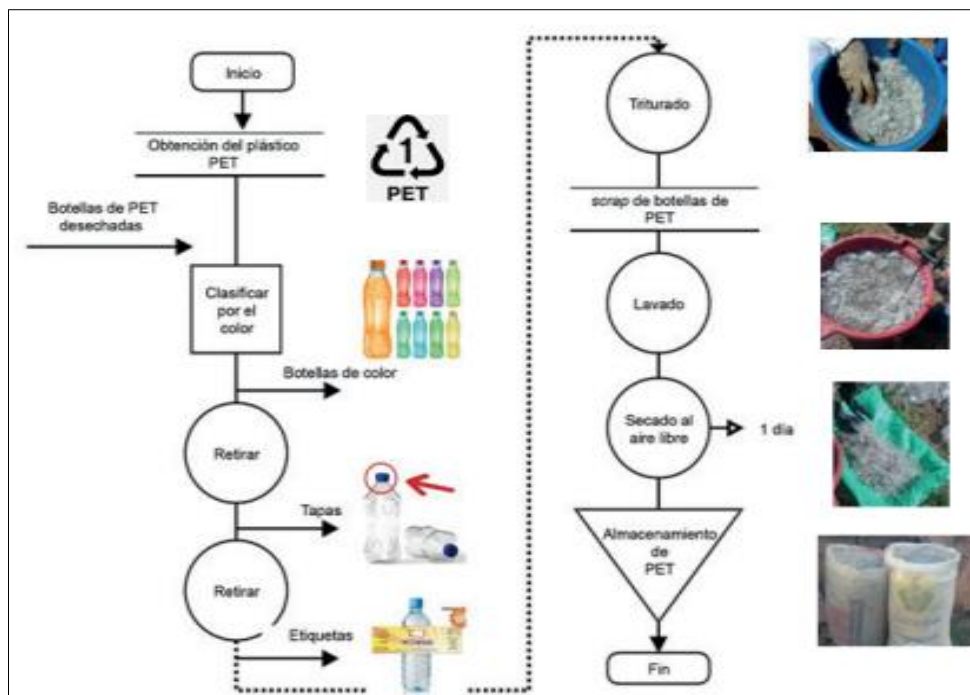 Inicio
Obtención del plástico
PET
1
PET
Botellas de PET
desechadas
Clasificar
por el
color
Botellas de color
Retirar
Tapas
Retirar
Etiquetas
Triturado
scrap de botellas de
PET
Lavado
Secado al
aire libre
1 día
Almacenamiento
de
PET
Fin